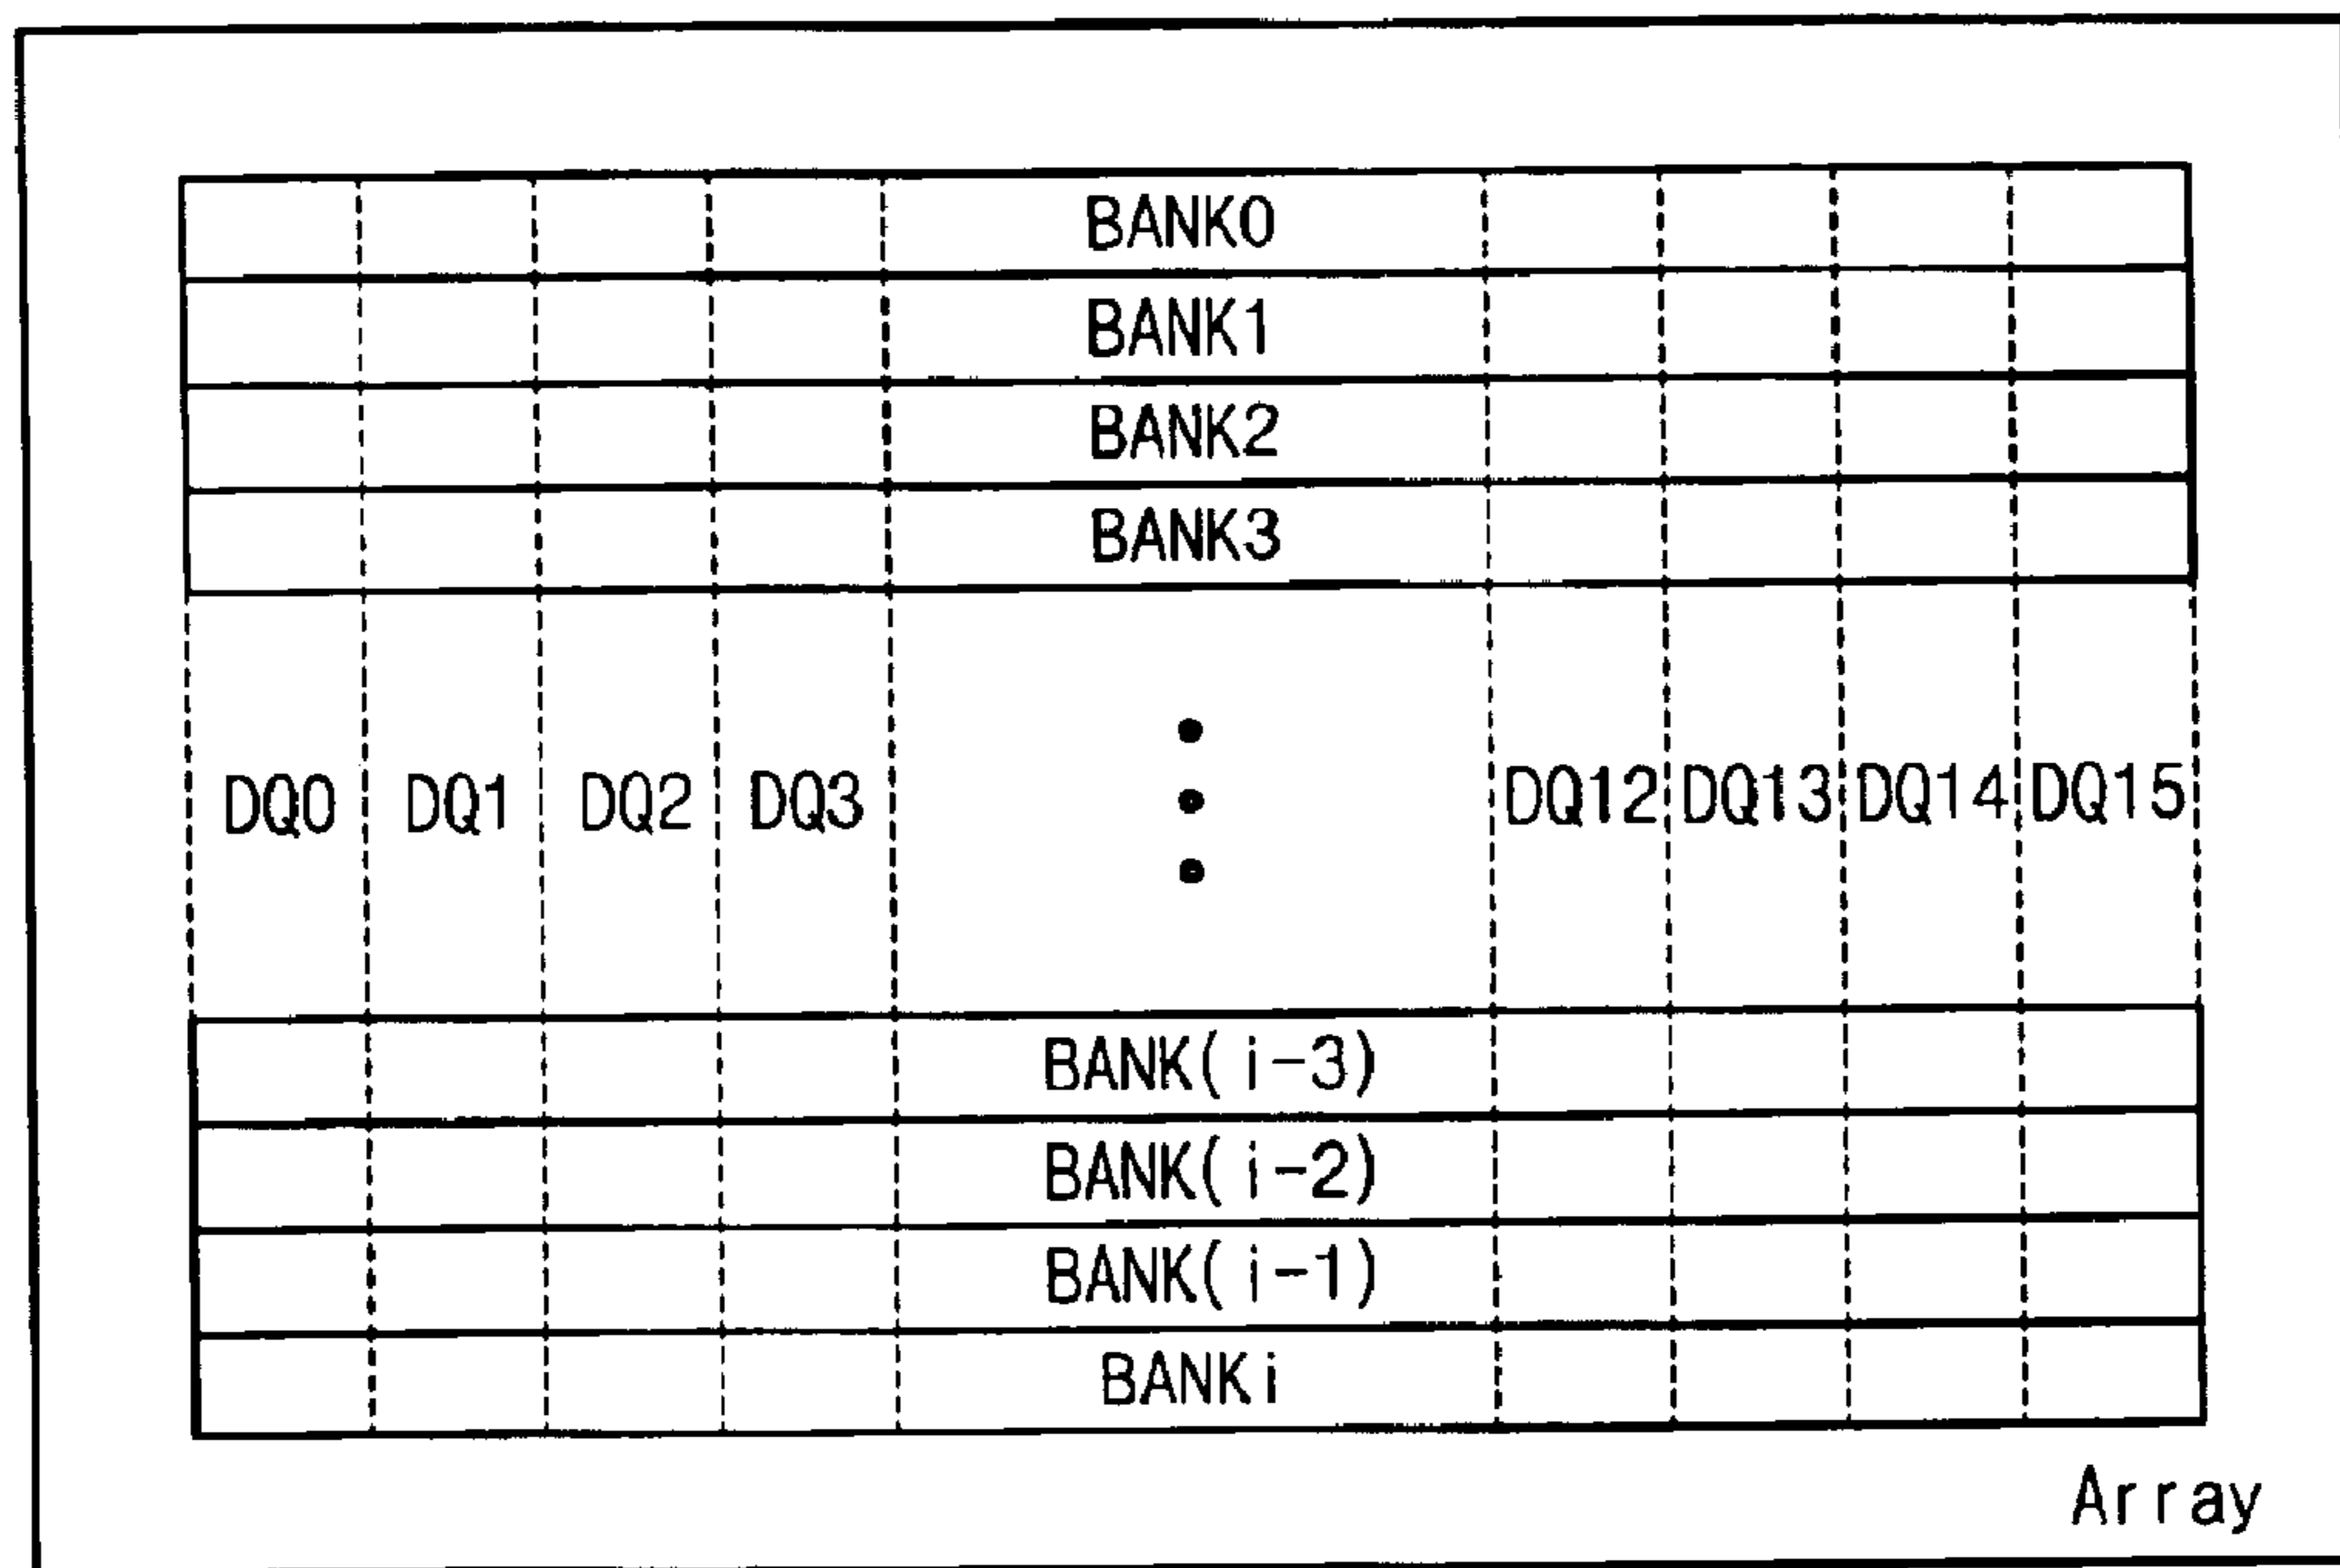 BANK0
BANK1
BANK2
BANK3
DQ0 DQ1 DQ2 DQ3 DQ12 DQ13 DQ14 DQ15
BANK(i-3)
BANK(i-2)
BANK(i-1)
BANKi
Array